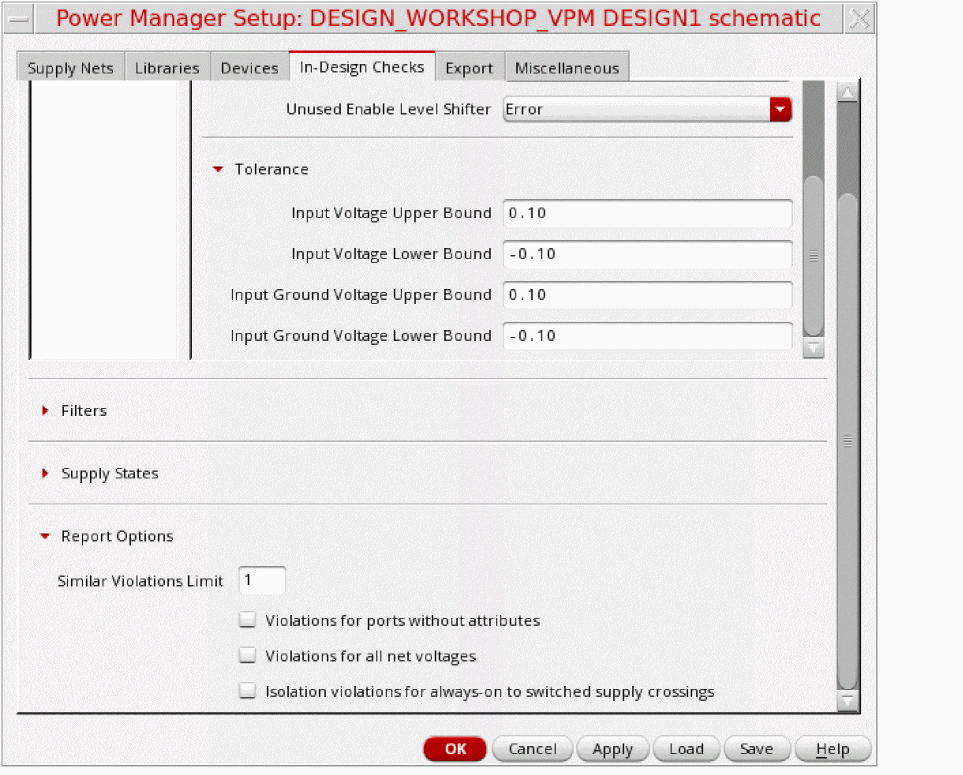 Power Manager Setup: DESIGN_WORKSHOP_VPM DESIGN1 schematic
Supply Nets Libraries Devices In-Design Checks Export Miscellaneous
Unused Enable Level Shifter Error
Tolerance
Input Voltage Upper Bound 0.10
Input Voltage Lower Bound -0.10
Input Ground Voltage Upper Bound 0.10
Input Ground Voltage Lower Bound -0.10
Filters
Supply States
Report Options
Similar Violations Limit 1
Violations for ports without attributes
Violations for all net voltages
Isolation violations for always-on to switched supply crossings
OK Cancel Apply Load Save Help